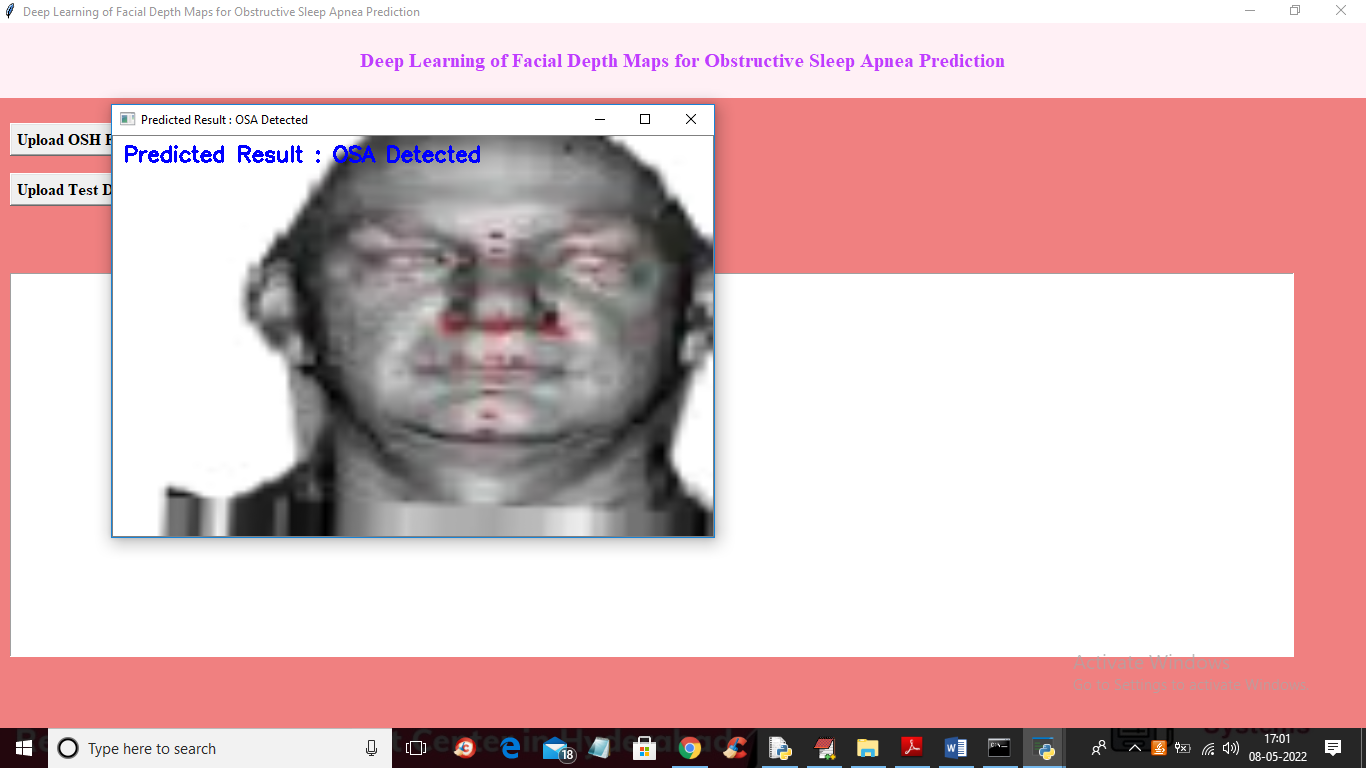 Deep Learning of Facial Depth Maps for Obstructive Sleep Apnea Prediction
Deep Learning of Facial Depth Maps for Obstructive Sleep Apnea Prediction
Predicted Result : OSA Detected
Upload OSH
Predicted Result : OSA Detected
Upload Test D
Activate Windows
Go to Settings to activate Windows.
Type here to search
18
17:01
08-05-2022